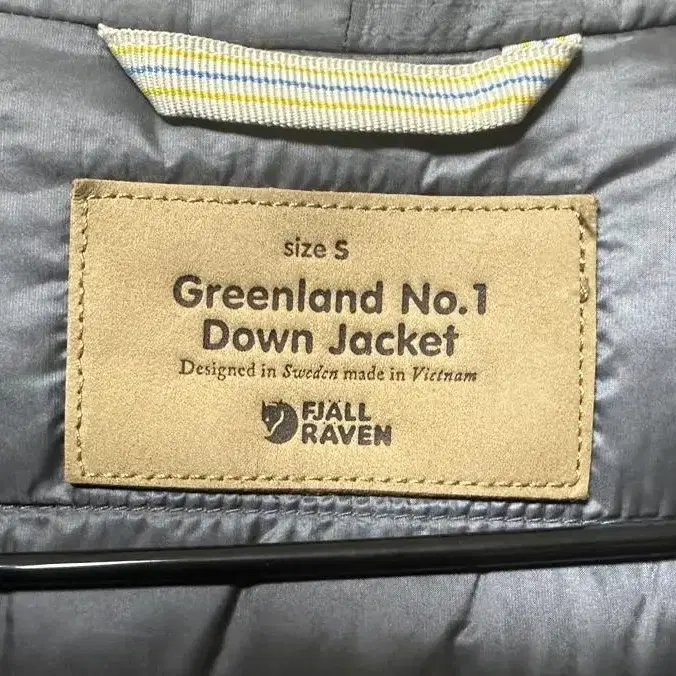 size S
Greenland No.1
Down Jacket
Designed in Sweden made in Vietnam
FJÄLL
RÄVEN